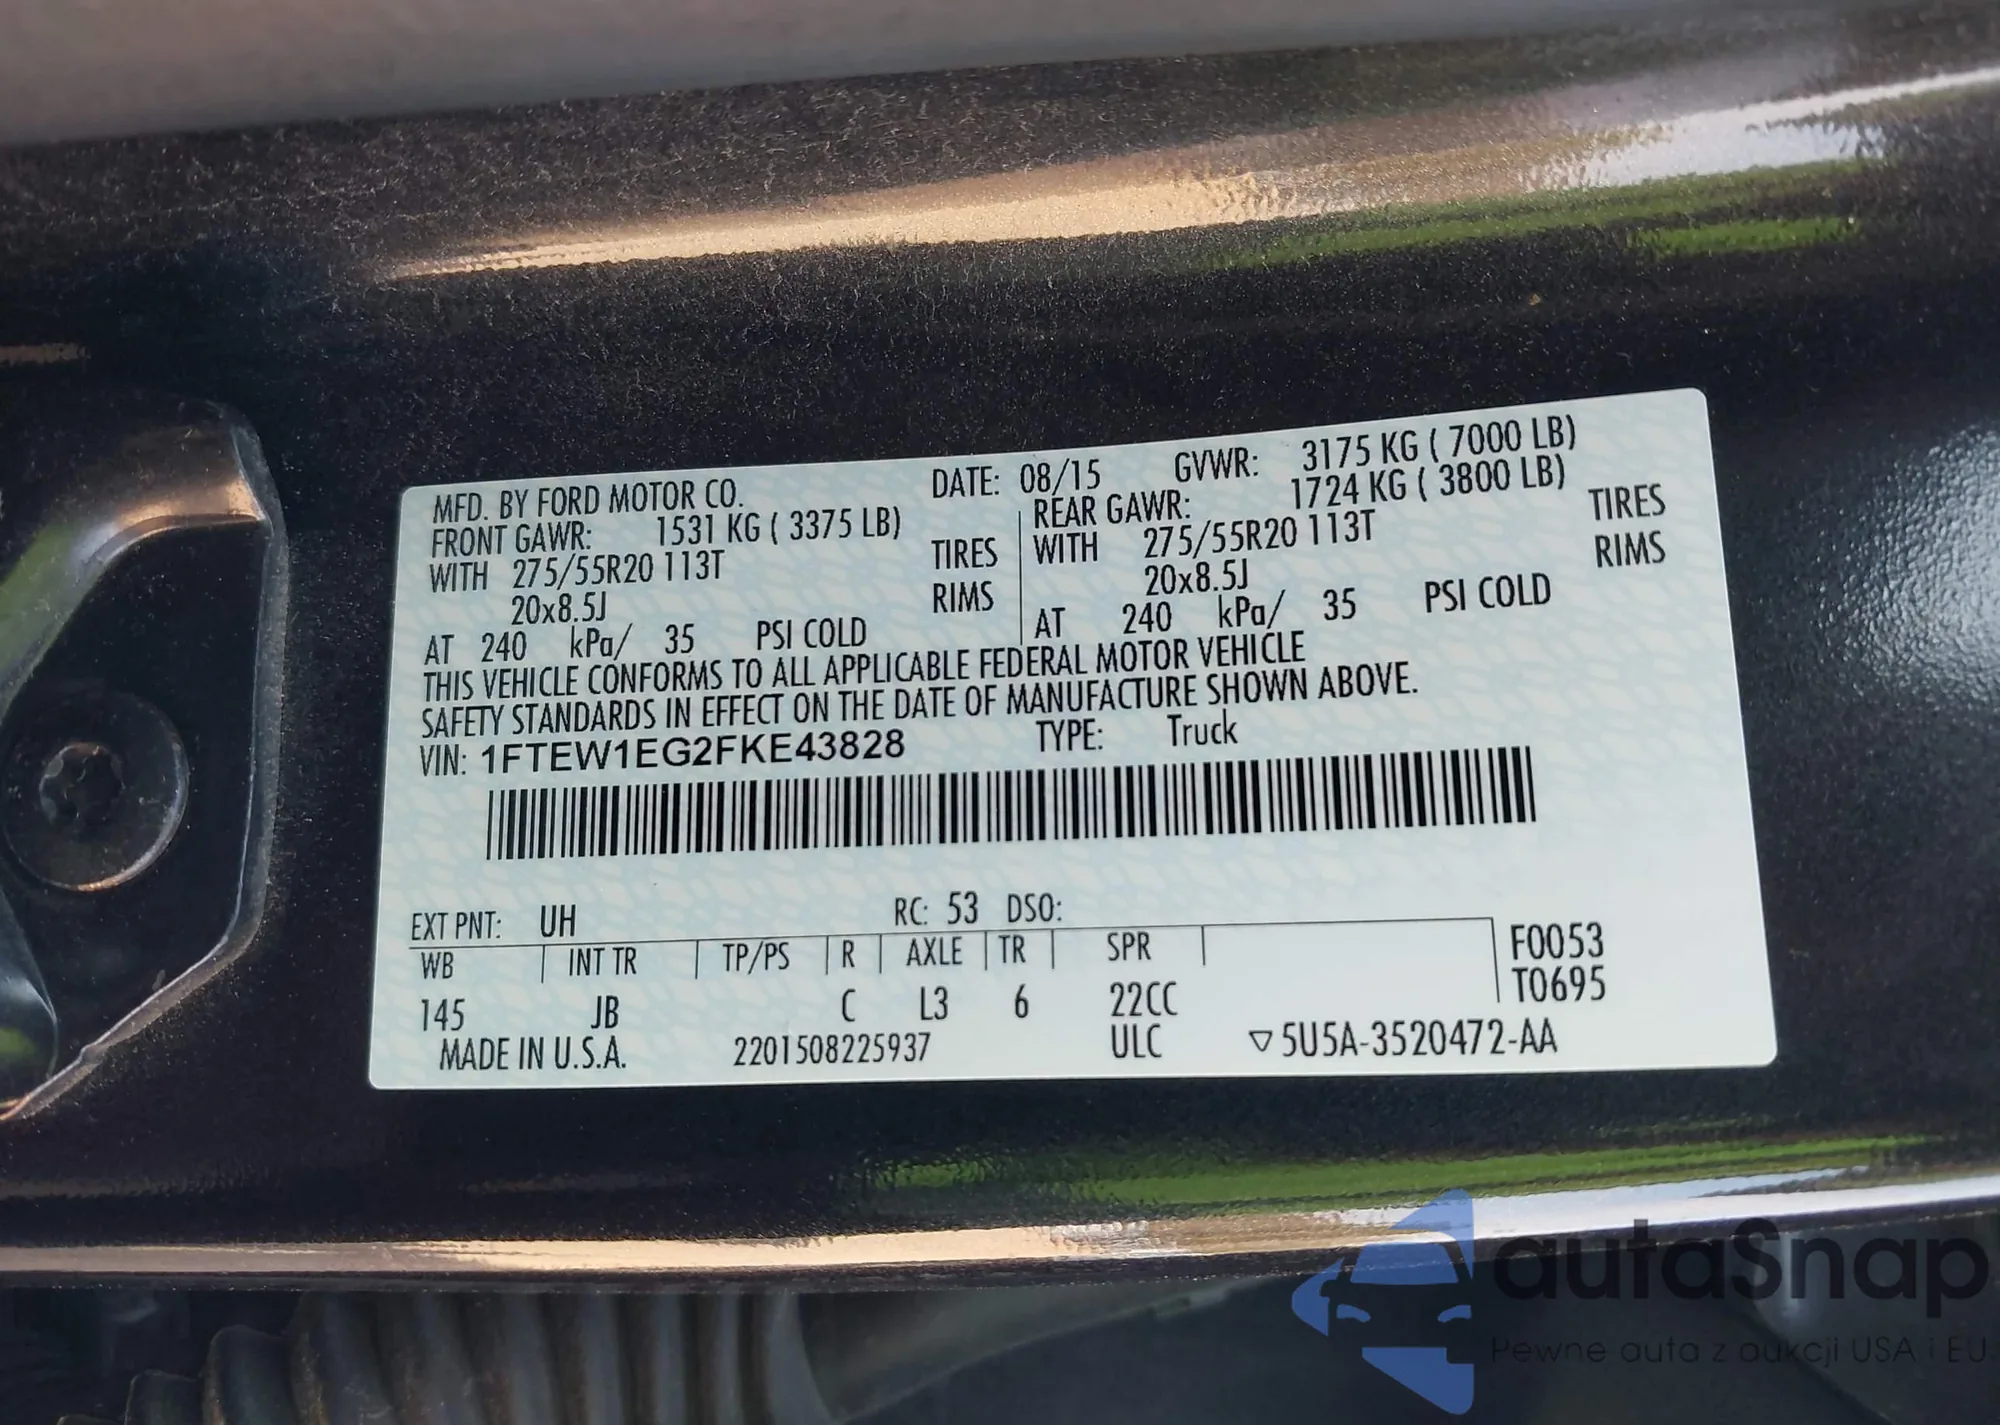 MFD. BY FORD MOTOR CO. DATE: 08/15 GVWR: 3175 KG ( 7000 LB)
FRONT GAWR: 1531 KG ( 3375 LB) REAR GAWR: 1724 KG ( 3800 LB)
WITH 275/55R20 113T TIRES WITH 275/55R20 113T TIRES
20x8.5J RIMS 20x8.5J RIMS
AT 240 kPa/ 35 PSI COLD AT 240 kPa/ 35 PSI COLD
THIS VEHICLE CONFORMS TO ALL APPLICABLE FEDERAL MOTOR VEHICLE
SAFETY STANDARDS IN EFFECT ON THE DATE OF MANUFACTURE SHOWN ABOVE.
VIN: 1FTEW1EG2FKE43828 TYPE: Truck
EXT PNT: UH RC: 53 DSO:
WB INT TR TP/PS R AXLE TR SPR F0053
145 JB C L3 6 22CC T0695
MADE IN U.S.A. 2201508225937 ULC ▽5U5A-3520472-AA
autaSnap
Pewne auta z aukcji USA i EU